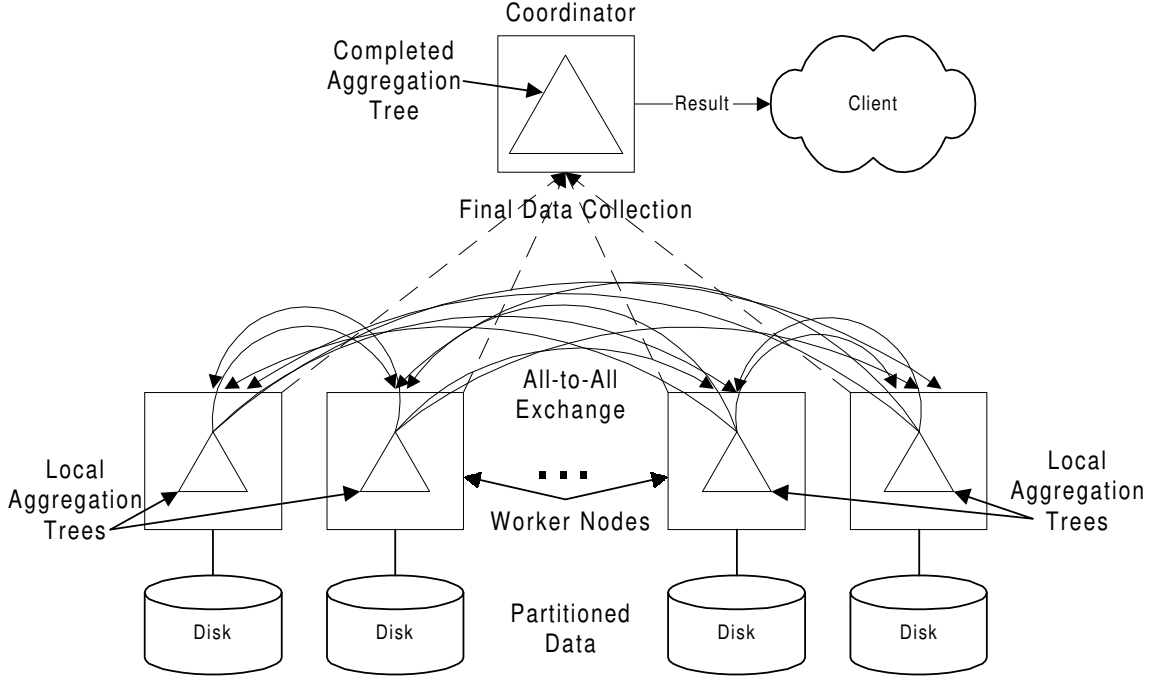 Coordinator
Completed
Aggregation
Tree
Result
Client
Final Data Collection
All-to-All
Exchange
Local
Aggregation
Trees
...
Worker Nodes
Local
Aggregation
Trees
Disk
Disk
Partitioned
Data
Disk
Disk